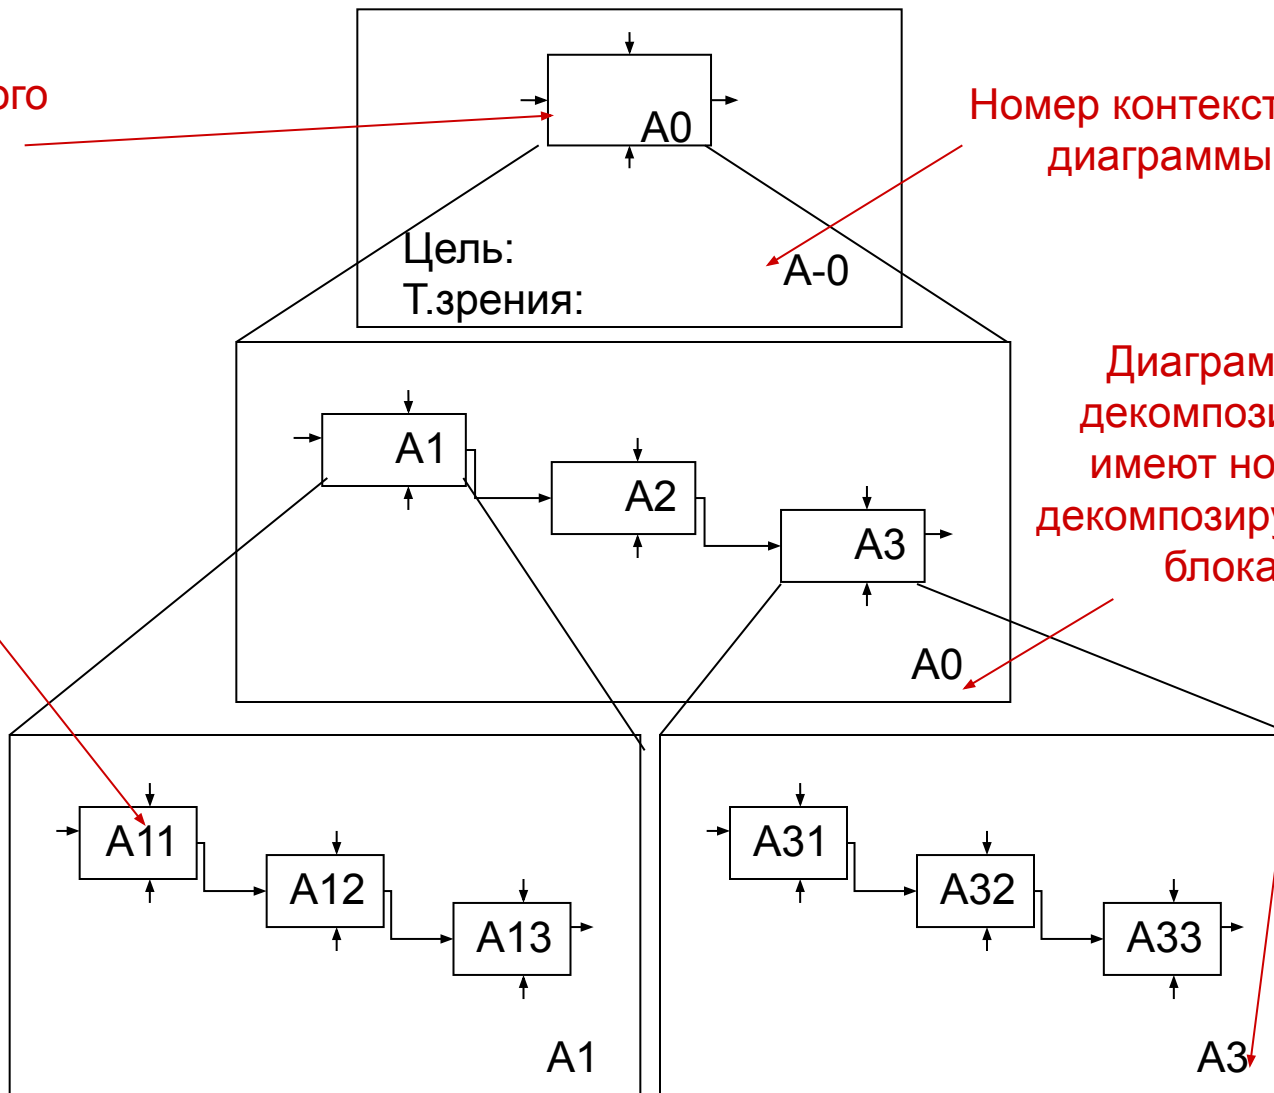 ого
A0
Номер контекст
диаграммы
Цель:
Т.зрения:
A-0
Диаграм
декомпози
имеют но
декомпозиру
блока
A1
A2
A3
A0
A11
A12
A13
A1
A31
A32
A33
A3